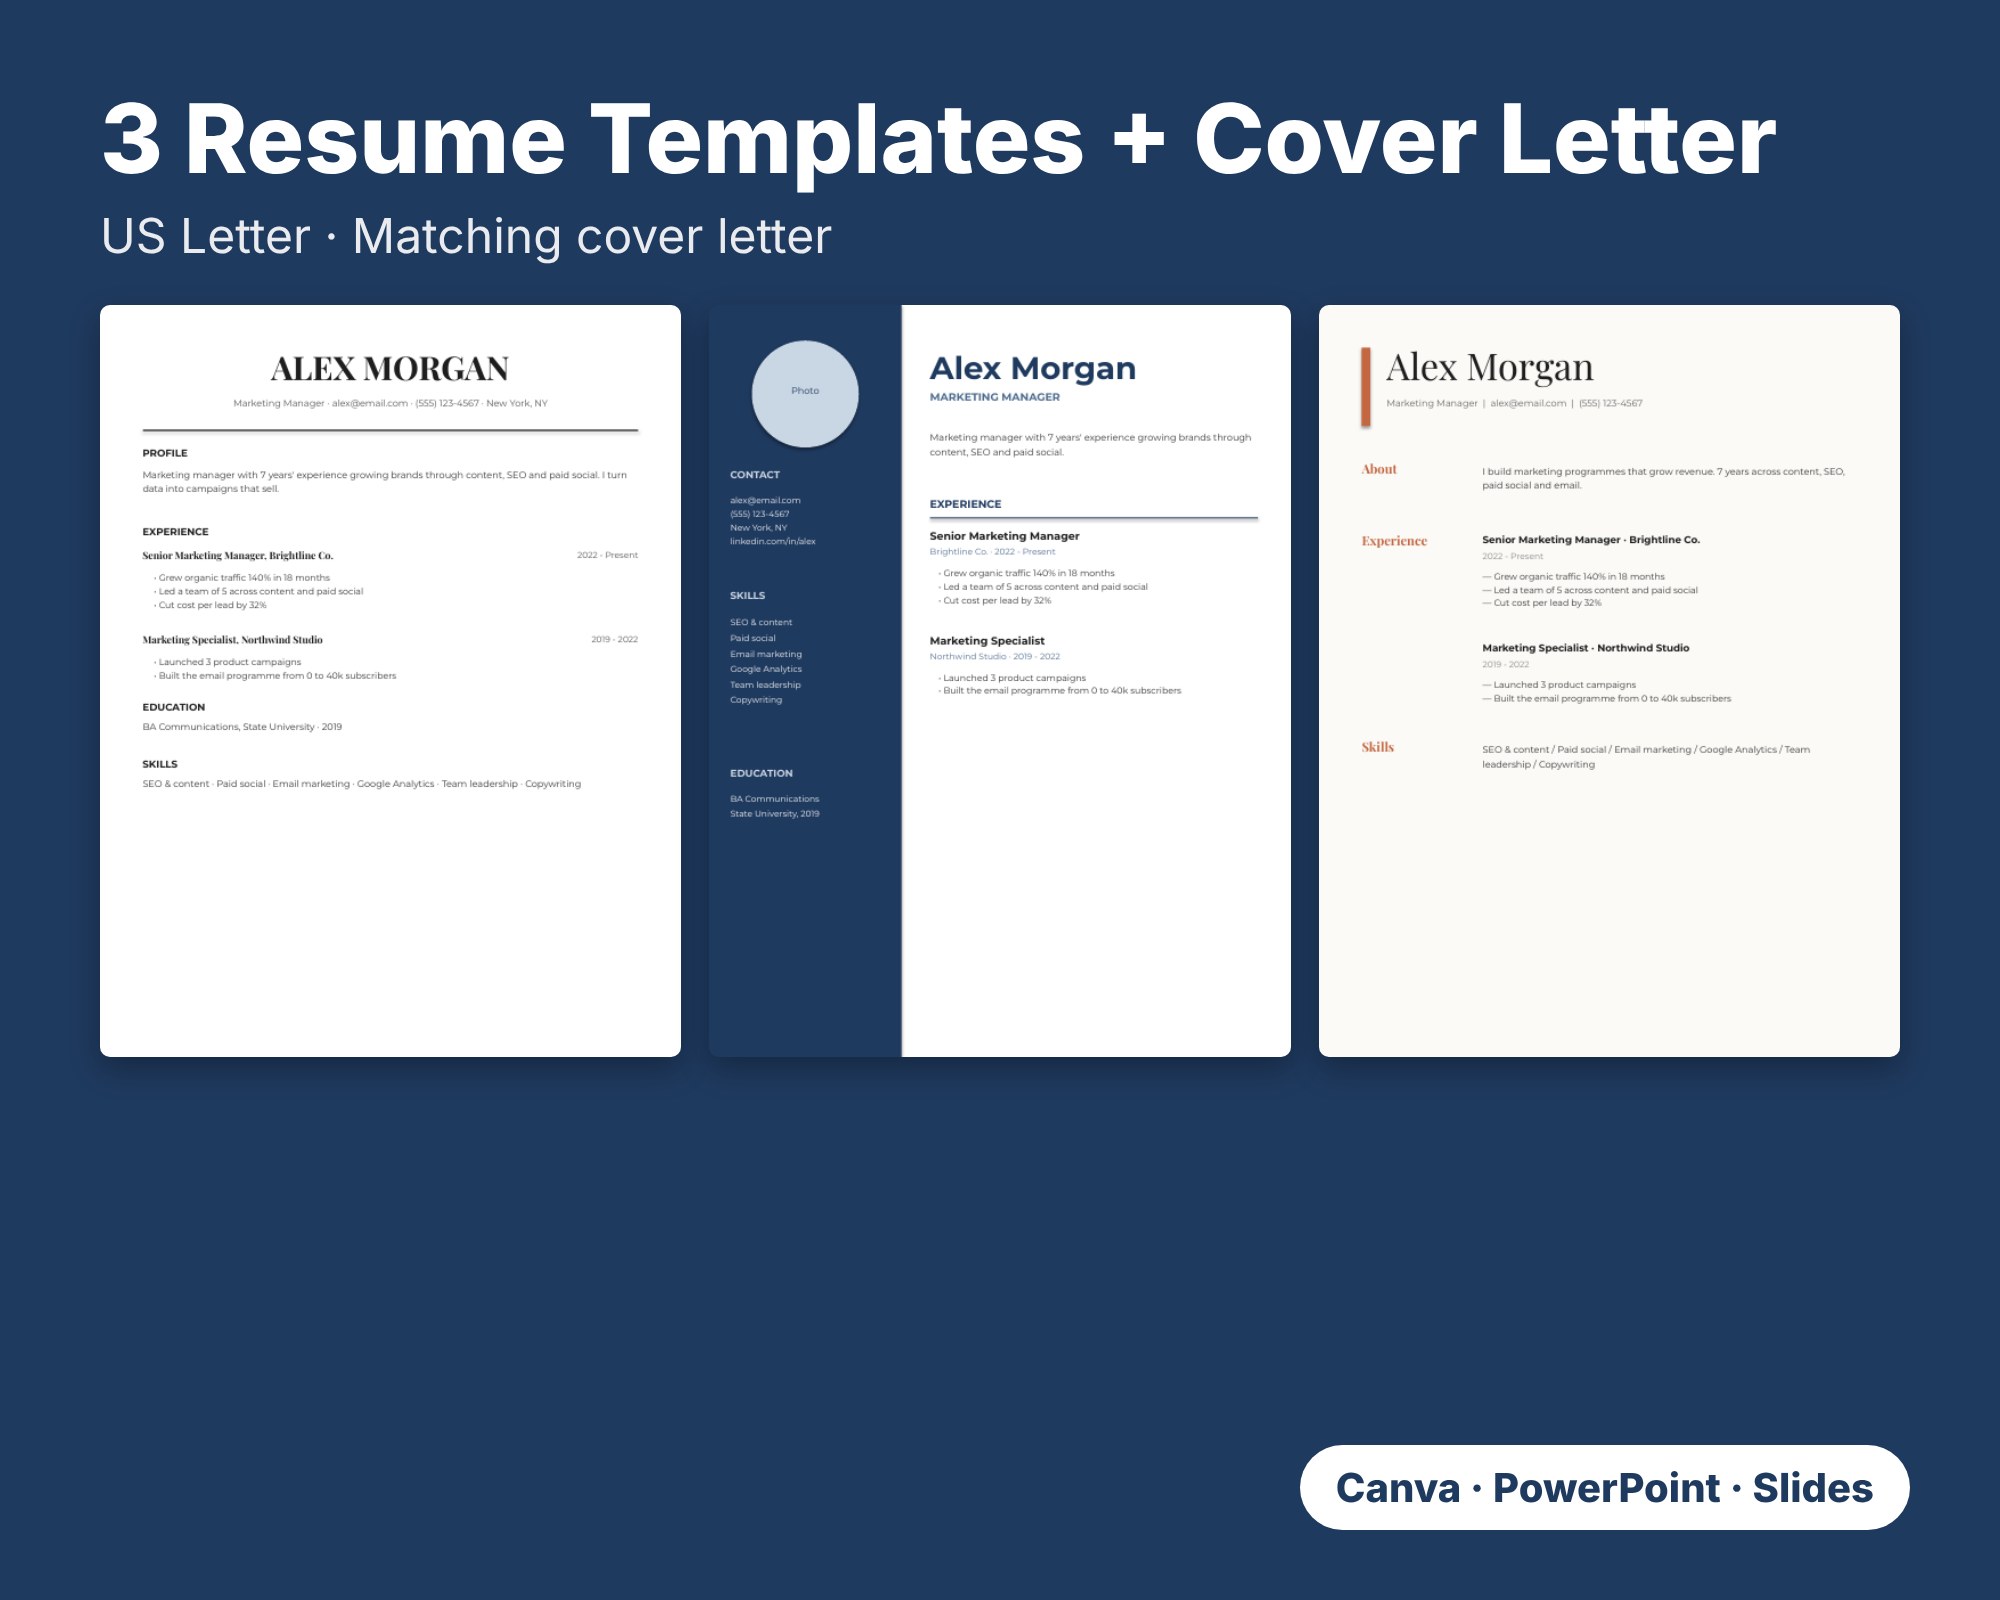 3 Resume Templates + Cover Letter
US Letter · Matching cover letter
ALEX MORGAN
Marketing Manager · alex@email.com · (555) 123-4567 · New York, NY
PROFILE
Marketing manager with 7 years' experience growing brands through content, SEO and paid social. I turn
data into campaigns that sell.
EXPERIENCE
Senior Marketing Manager, Brightline Co. 2022 - Present
• Grew organic traffic 140% in 18 months
• Led a team of 5 across content and paid social
• Cut cost per lead by 32%
Marketing Specialist, Northwind Studio 2019 - 2022
• Launched 3 product campaigns
• Built the email programme from 0 to 40k subscribers
EDUCATION
BA Communications, State University · 2019
SKILLS
SEO & content · Paid social · Email marketing · Google Analytics · Team leadership · Copywriting
Photo
CONTACT
alex@email.com
(555) 123-4567
New York, NY
linkedin.com/in/alex
SKILLS
SEO & content
Paid social
Email marketing
Google Analytics
Team leadership
Copywriting
EDUCATION
BA Communications
State University, 2019
Alex Morgan
MARKETING MANAGER
Marketing manager with 7 years' experience growing brands through
content, SEO and paid social.
EXPERIENCE
Senior Marketing Manager
Brightline Co. · 2022 - Present
• Grew organic traffic 140% in 18 months
• Led a team of 5 across content and paid social
• Cut cost per lead by 32%
Marketing Specialist
Northwind Studio · 2019 - 2022
• Launched 3 product campaigns
• Built the email programme from 0 to 40k subscribers
Alex Morgan
Marketing Manager | alex@email.com | (555) 123-4567
About
I build marketing programmes that grow revenue. 7 years across content, SEO,
paid social and email.
Experience
Senior Marketing Manager · Brightline Co.
2022 - Present
— Grew organic traffic 140% in 18 months
— Led a team of 5 across content and paid social
— Cut cost per lead by 32%
Marketing Specialist · Northwind Studio
2019 - 2022
— Launched 3 product campaigns
— Built the email programme from 0 to 40k subscribers
Skills
SEO & content / Paid social / Email marketing / Google Analytics / Team
leadership / Copywriting
Canva · PowerPoint · Slides